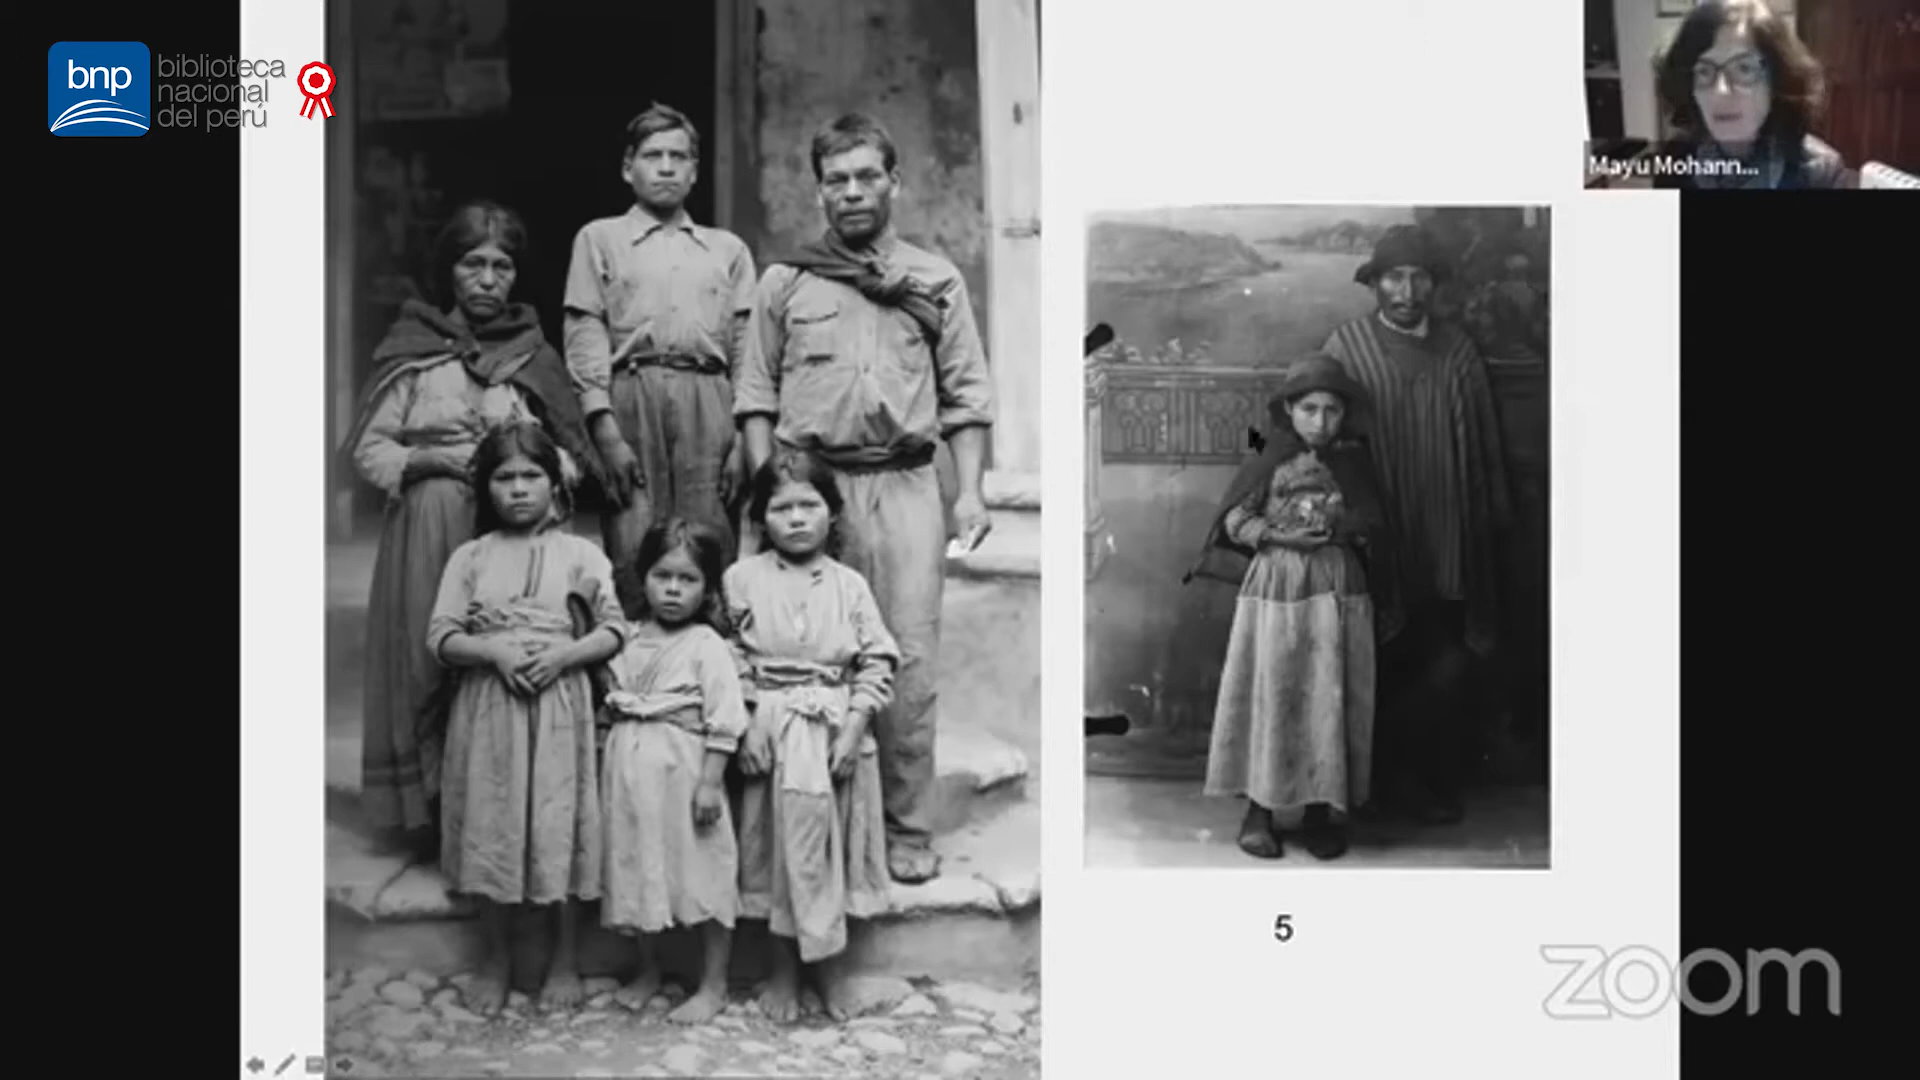 bnp
biblioteca
nacional
del perú
Mayu Mohann...
5
zoom